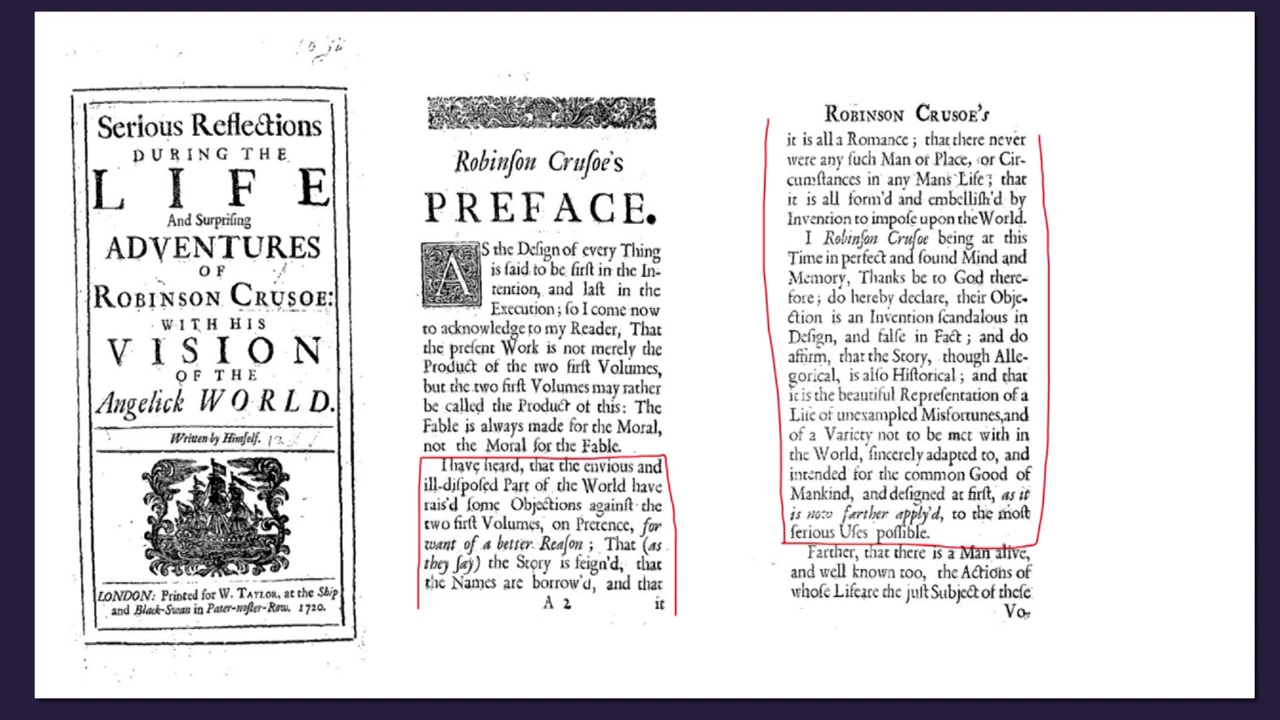 Serious Reflections
DURING THE
LIFE
And Surpriſing
ADVENTURES
OF
ROBINSON CRUSOE:
WITH HIS
VISION
OF THE
Angelick WORLD.
Written by Himſelf.
LONDON: Printed for W. TAYLOR, at the Ship
and Black-Swan in Pater-noſter-Row. 1720.
Robinſon Cruſoe's
PREFACE.
AS the Deſign of every Thing
is ſaid to be firſt in the In-
tention, and laſt in the
Execution; ſo I come now
to acknowledge to my Reader, That
the preſent Work is not merely the
Product of the two firſt Volumes,
but the two firſt Volumes may rather
be called the Product of this: The
Fable is always made for the Moral,
not the Moral for the Fable.
I have heard, that the envious and
ill-diſpoſed Part of the World have
rais'd ſome Objections againſt the
two firſt Volumes, on Pretence, for
want of a better Reaſon; That (as
they ſay) the Story is feign'd, that
the Names are borrow'd, and that
A 2 it
ROBINSON CRUSOE's
it is all a Romance; that there never
were any ſuch Man or Place, or Cir-
cumſtances in any Mans Life; that
it is all form'd and embelliſh'd by
Invention to impoſe upon the World.
I Robinſon Cruſoe being at this
Time in perfect and ſound Mind and
Memory, Thanks be to God there-
fore; do hereby declare, their Obje-
ction is an Invention ſcandalous in
Deſign, and falſe in Fact; and do
affirm, that the Story, though Alle-
gorical, is alſo Hiſtorical; and that
it is the beautiful Repreſentation of a
Life of unexampled Misfortunes, and
of a Variety not to be met with in
the World, ſincerely adapted to, and
intended for the common Good of
Mankind, and deſigned at firſt, as it
is now farther apply'd, to the moſt
ſerious Uſes poſſible.
Farther, that there is a Man alive,
and well known too, the Actions of
whoſe Life are the juſt Subject of theſe
Vo-